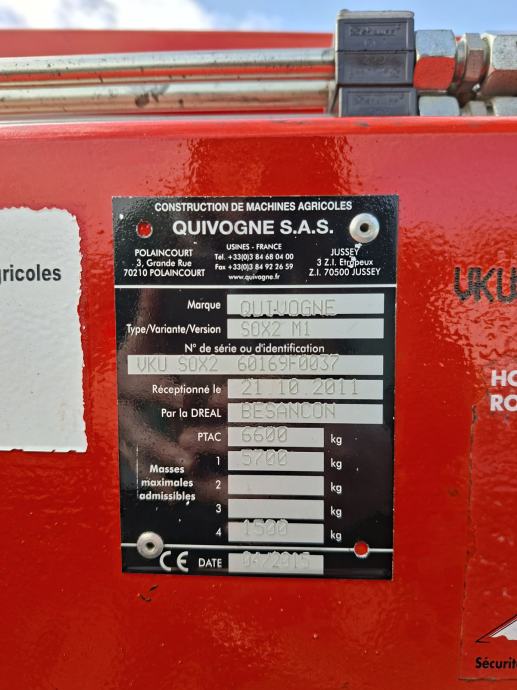 CONSTRUCTION DE MACHINES AGRICOLES
QUIVOGNE S.A.S.
USINES - FRANCE
POLAINCOURT
3, Grande Rue
70210 POLAINCOURT
Tél. +33(0)3 84 68 04 00
Fax +33(0)3 84 92 26 59
www.quivogne.fr
JUSSEY
3 Z.I. Etrepeux
Z.I. 70500 JUSSEY
gricoles
VKU
Marque QUIVOGNE
Type/Variante/Version SOX2 M1
N° de série ou d'identification
VKU SOX2 60169F0037
Réceptionné le 21 10 2011
Par la DREAL BESANCON
HO
RO
PTAC 6600 kg
Masses
maximales
admissibles
1 5700 kg
2 kg
3 kg
4 1500 kg
CE DATE 04/2015
Sécurit